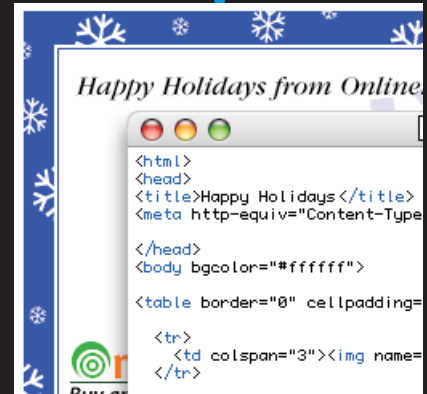 Happy Holidays from Online
<html>
<head>
<title>Happy Holidays</title>
<meta http-equiv="Content-Type
</head>
<body bgcolor="#ffffff">
<table border="0" cellpadding=
<tr>
<td colspan="3"><img name=
</tr>
Buy